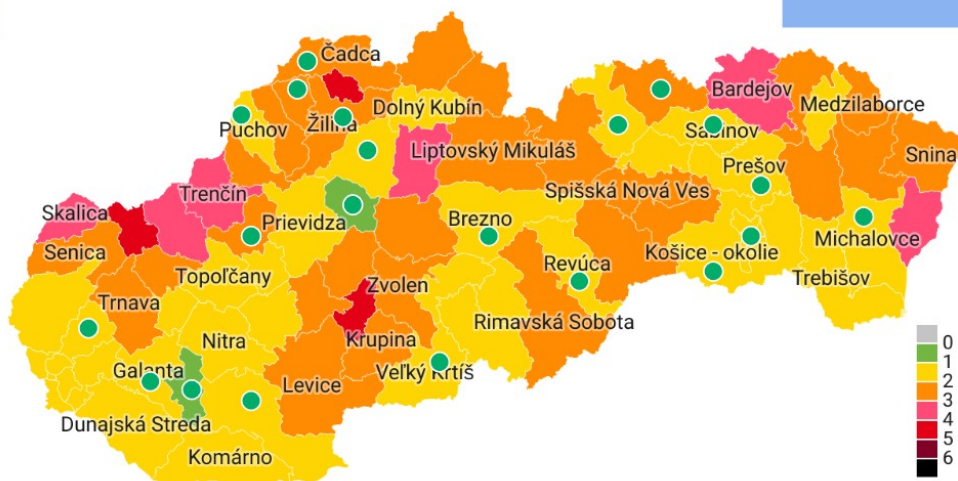 Čadca
Bardejov
Medzilaborce
Dolný Kubín
Puchov
Žilina
Sabinov
Liptovský Mikuláš
Prešov
Snina
Trenčín
Spišská Nová Ves
Skalica
Prievidza
Brezno
Michalovce
Senica
Košice - okolie
Revúca
Topoľčany
Trebišov
Zvolen
Trnava
Rimavská Sobota
Nitra
Krupina
Galanta
Veľký Krtíš
Levice
Dunajská Streda
Komárno
0
1
2
3
4
5
6